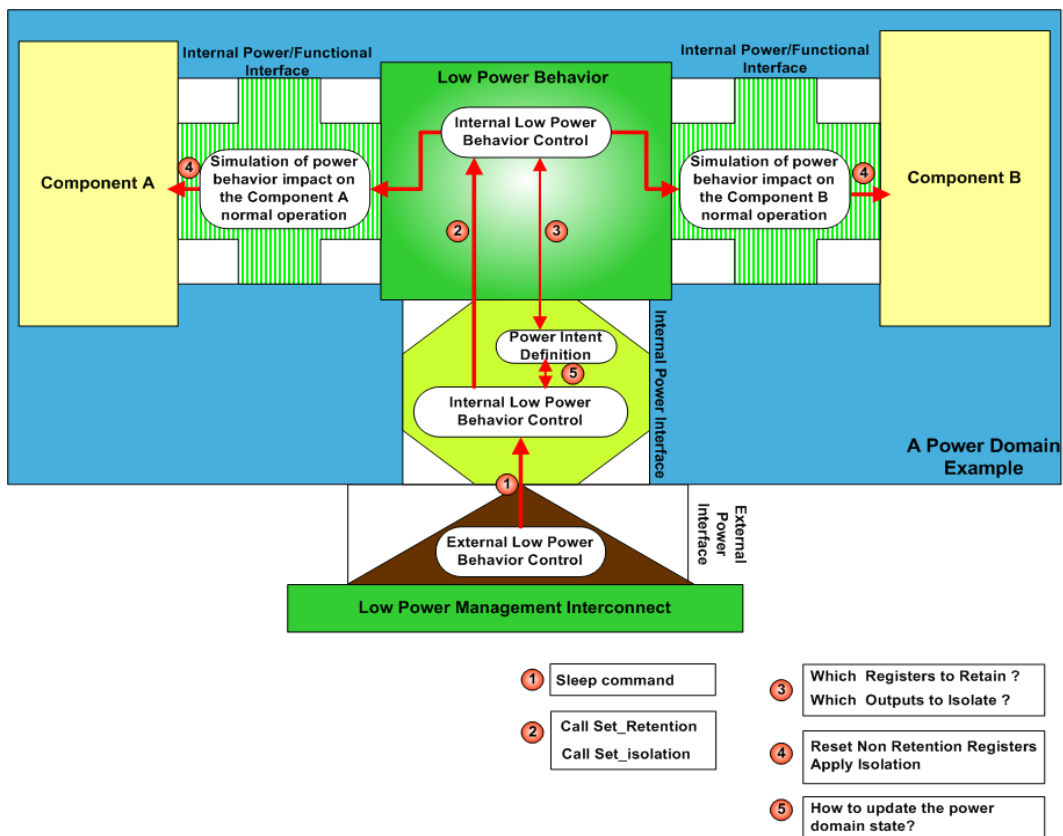 Internal Power/Functional
Interface
Internal Power/Functional
Interface
Low Power Behavior
Internal Low Power
Behavior Control
Component A
4
Simulation of power
behavior impact on
the Component A
normal operation
Simulation of power
behavior impact on
the Component B
normal operation
4
Component B
2
3
Power Intent
Definition
5
Internal Low Power
Behavior Control
Internal Power Interface
A Power Domain
Example
1
External Low Power
Behavior Control
External
Power
Interface
Low Power Management Interconnect
1
Sleep command
2
Call Set_Retention
Call Set_isolation
3
Which Registers to Retain ?
Which Outputs to Isolate ?
4
Reset Non Retention Registers
Apply Isolation
5
How to update the power
domain state?